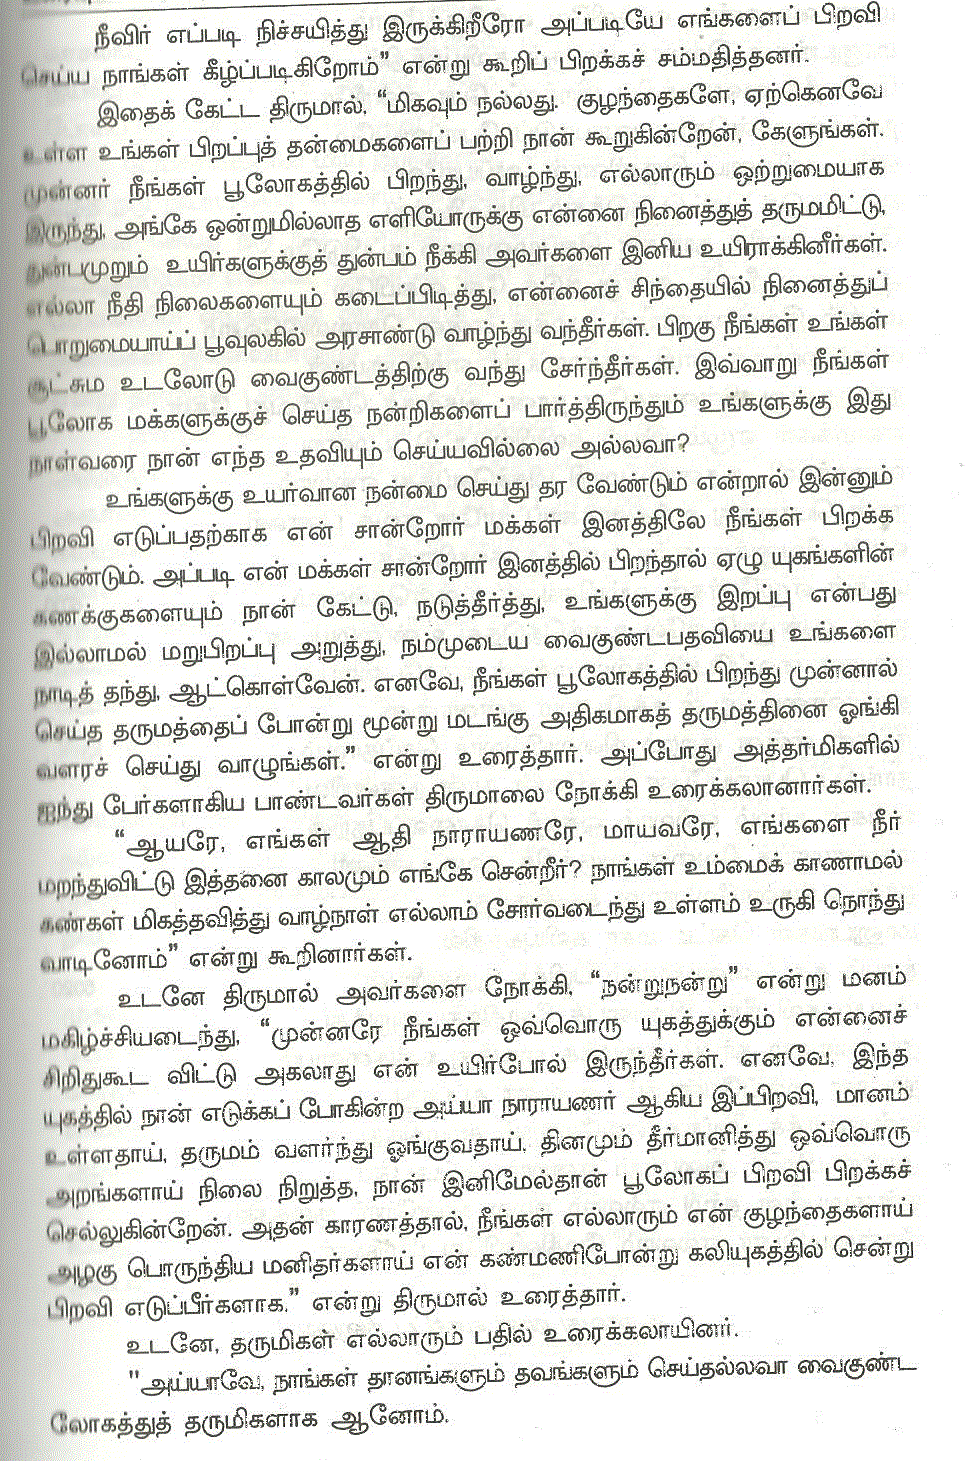 நீவிர் எப்படி நிச்சயித்து இருக்கிறீரோ அப்படியே எங்களைப் பிறவி
செய்ய நாங்கள் கீழ்ப்படிகிறோம்” என்று கூறிப் பிறக்கச் சம்மதித்தனர்.
இதைக் கேட்ட திருமால், “மிகவும் நல்லது. குழந்தைகளே, ஏற்கெனவே
உள்ள உங்கள் பிறப்புத் தன்மைகளைப் பற்றி நான் கூறுகின்றேன், கேளுங்கள்.
முன்னர் நீங்கள் பூலோகத்தில் பிறந்து, வாழ்ந்து, எல்லாரும் ஒற்றுமையாக
இருந்து, அங்கே ஒன்றுமில்லாத எளியோருக்கு என்னை நினைத்துத் தருமமிட்டு,
துன்பமுறும் உயிர்களுக்குத் துன்பம் நீக்கி அவர்களை இனிய உயிராக்கினீர்கள்.
எல்லா நீதி நிலைகளையும் கடைப்பிடித்து, என்னைச் சிந்தையில் நினைத்துப்
பொறுமையாய்ப் பூவுலகில் அரசாண்டு வாழ்ந்து வந்தீர்கள். பிறகு நீங்கள் உங்கள்
சூட்சும உடலோடு வைகுண்டத்திற்கு வந்து சேர்ந்தீர்கள். இவ்வாறு நீங்கள்
பூலோக மக்களுக்குச் செய்த நன்றிகளைப் பார்த்திருந்தும் உங்களுக்கு இது
நாள்வரை நான் எந்த உதவியும் செய்யவில்லை அல்லவா?
உங்களுக்கு உயர்வான நன்மை செய்து தர வேண்டும் என்றால் இன்னும்
பிறவி எடுப்பதற்காக என் சான்றோர் மக்கள் இனத்திலே நீங்கள் பிறக்க
வேண்டும். அப்படி என் மக்கள் சான்றோர் இனத்தில் பிறந்தால் ஏழு யுகங்களின்
கணக்குகளையும் நான் கேட்டு, நடுத்தீர்த்து, உங்களுக்கு இறப்பு என்பது
இல்லாமல் மறுபிறப்பு அறுத்து, நம்முடைய வைகுண்டபதவியை உங்களை
நாடித் தந்து, ஆட்கொள்வேன். எனவே, நீங்கள் பூலோகத்தில் பிறந்து முன்னால்
செய்த தருமத்தைப் போன்று மூன்று மடங்கு அதிகமாகத் தருமத்தினை ஓங்கி
வளரச் செய்து வாழுங்கள்.” என்று உரைத்தார். அப்போது அத்தர்மிகளில்
ஐந்து பேர்களாகிய பாண்டவர்கள் திருமாலை நோக்கி உரைக்கலானார்கள்.
“ஆயரே, எங்கள் ஆதி நாராயணரே, மாயவரே, எங்களை நீர்
மறந்துவிட்டு இத்தனை காலமும் எங்கே சென்றீர்? நாங்கள் உம்மைக் காணாமல்
கண்கள் மிகத்தவித்து வாழ்நாள் எல்லாம் சோர்வடைந்து உள்ளம் உருகி நொந்து
வாடினோம்” என்று கூறினார்கள்.
உடனே திருமால் அவர்களை நோக்கி, “நன்றுநன்று” என்று மனம்
மகிழ்ச்சியடைந்து, “முன்னரே நீங்கள் ஒவ்வொரு யுகத்துக்கும் என்னைச்
சிறிதுகூட விட்டு அகலாது என் உயிர்போல் இருந்தீர்கள். எனவே, இந்த
யுகத்தில் நான் எடுக்கப் போகின்ற அய்யா நாராயணர் ஆகிய இப்பிறவி, மானம்
உள்ளதாய், தருமம் வளர்ந்து ஓங்குவதாய், தினமும் தீர்மானித்து ஒவ்வொரு
அறங்களாய் நிலை நிறுத்த, நான் இனிமேல்தான் பூலோகப் பிறவி பிறக்கச்
செல்லுகின்றேன். அதன் காரணத்தால், நீங்கள் எல்லாரும் என் குழந்தைகளாய்
அழகு பொருந்திய மனிதர்களாய் என் கண்மணிபோன்று கலியுகத்தில் சென்று
பிறவி எடுப்பீர்களாக.” என்று திருமால் உரைத்தார்.
உடனே, தருமிகள் எல்லாரும் பதில் உரைக்கலாயினர்.
"அய்யாவே, நாங்கள் தானங்களும் தவங்களும் செய்தல்லவா வைகுண்ட
லோகத்துத் தருமிகளாக ஆனோம்.